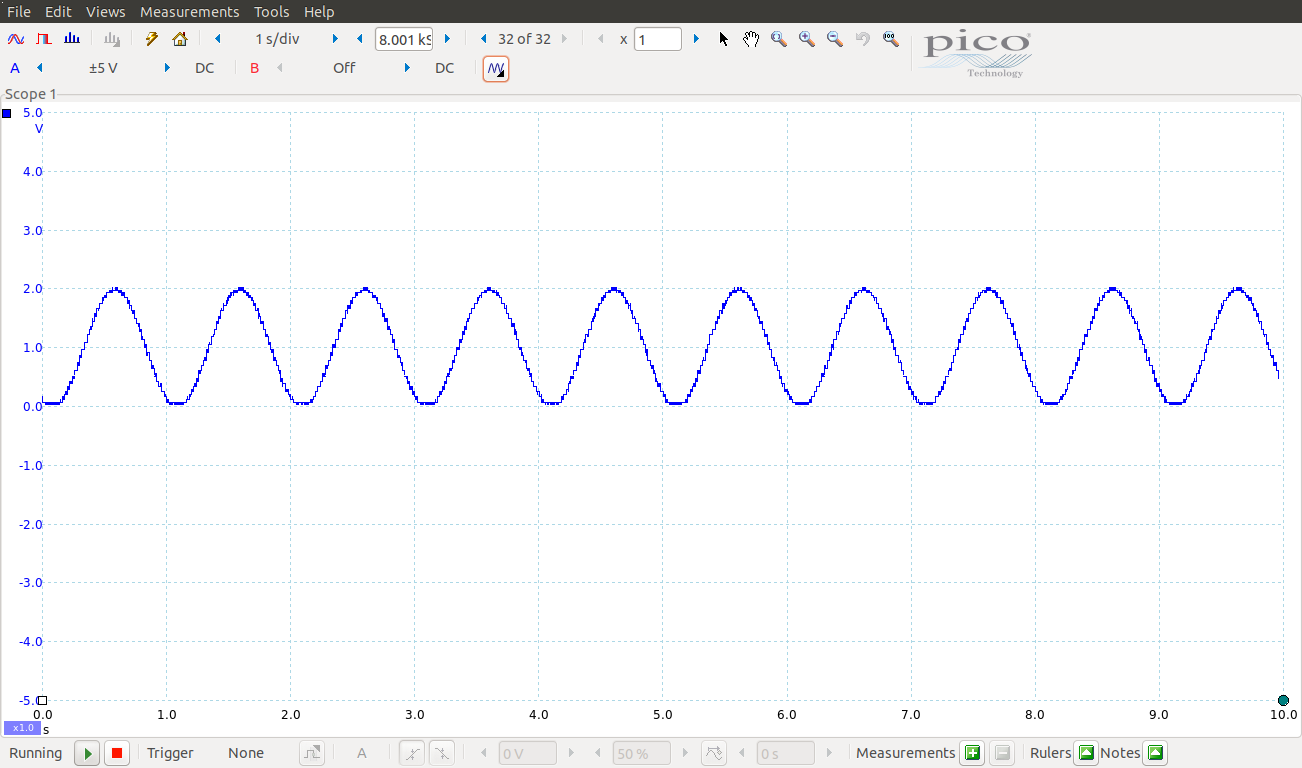 File Edit Views Measurements Tools Help
1 s/div 8.001 kS 32 of 32 x 1
pico
Technology
A ±5 V DC B Off DC
Scope 1
5.0
V
4.0
3.0
2.0
1.0
0.0
-1.0
-2.0
-3.0
-4.0
-5.0
0.0 1.0 2.0 3.0 4.0 5.0 6.0 7.0 8.0 9.0 10.0
x1.0 s
Running Trigger None A 0 V 50 % 0 s Measurements Rulers Notes